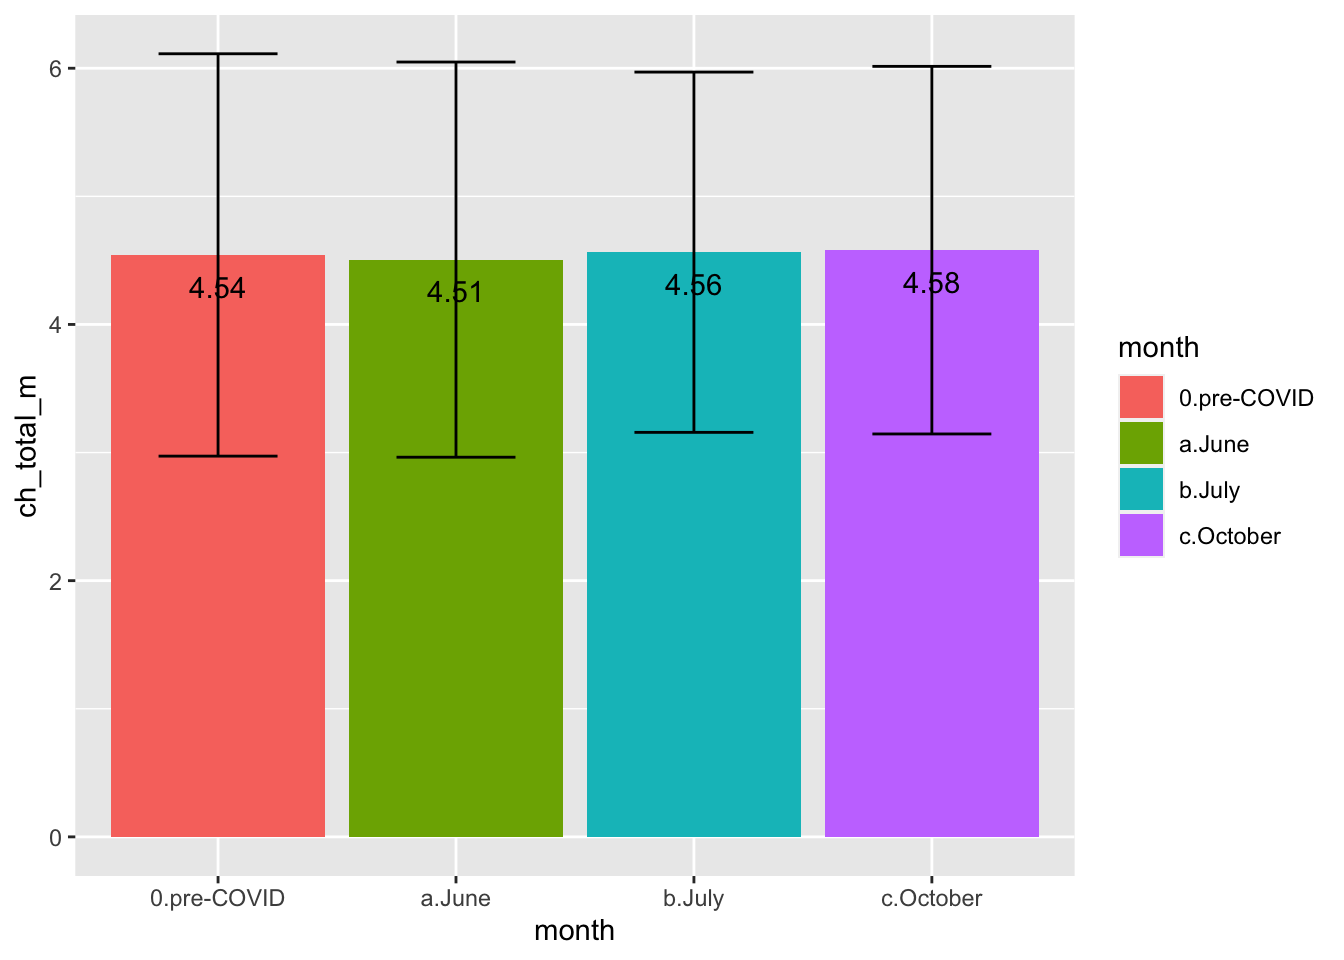 6
4
2
0
ch_total_m
4.54
4.51
4.56
4.58
0.pre-COVID
a.June
b.July
c.October
month
month
0.pre-COVID
a.June
b.July
c.October